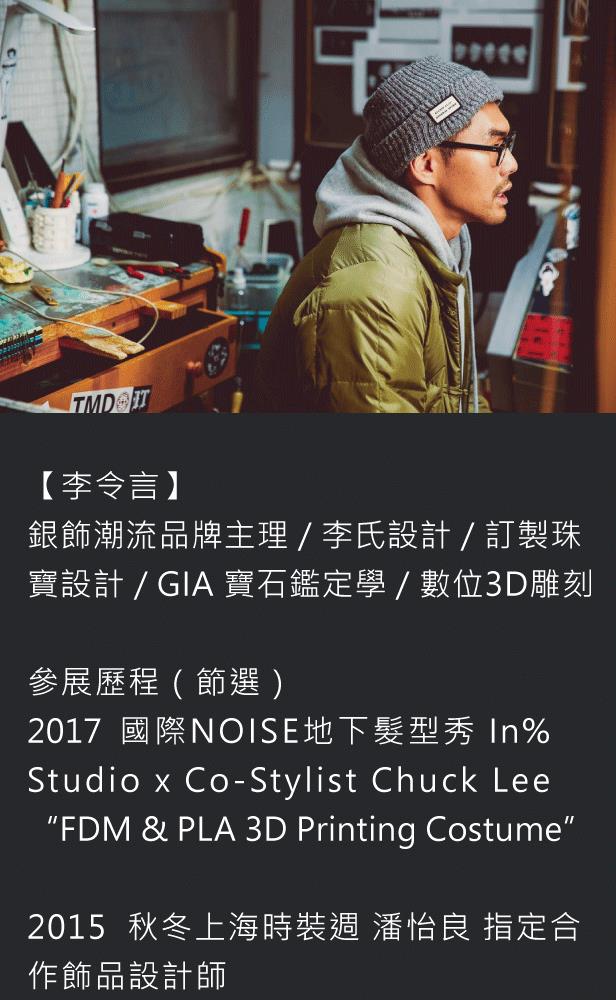 TMD
【李令言】
銀飾潮流品牌主理 / 李氏設計 / 訂製珠
寶設計 / GIA 寶石鑑定學 / 數位3D雕刻
參展歷程（節選）
2017 國際NOISE地下髮型秀 In%
Studio x Co-Stylist Chuck Lee
“FDM & PLA 3D Printing Costume”
2015 秋冬上海時裝週 潘怡良 指定合
作飾品設計師